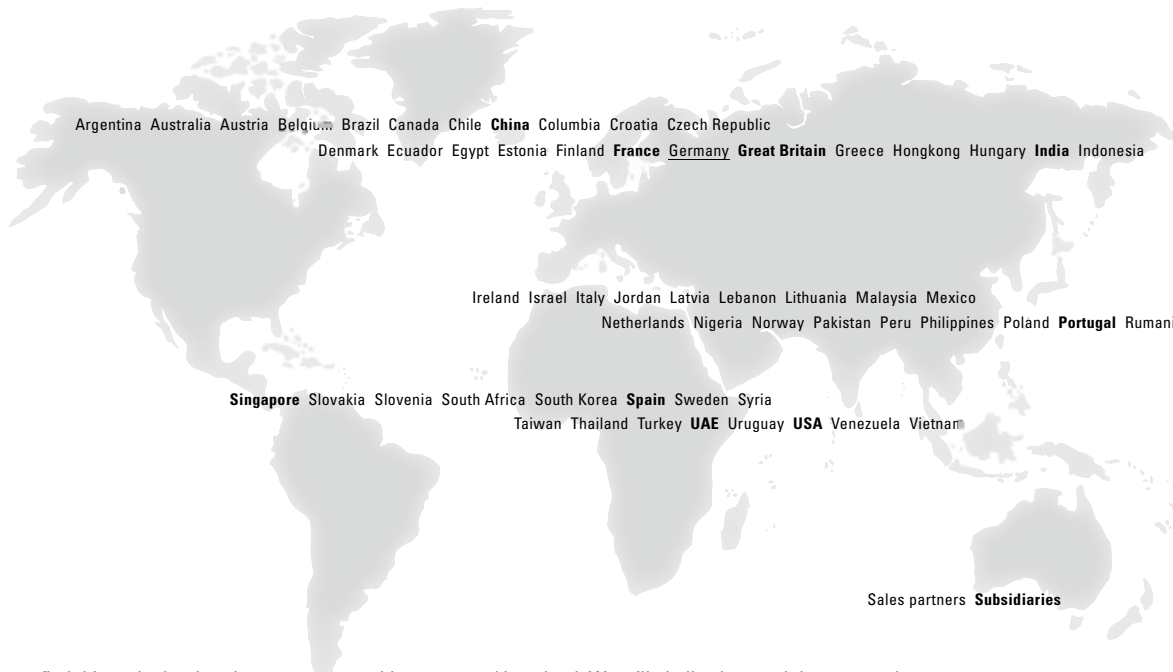 Argentina Australia Austria Brazil Canada Chile China Columbia Croatia Czech Republic
Denmark Ecuador Egypt Estonia Finland France Germany Great Britain Greece Hongkong Hungary India Indonesia
Ireland Israel Italy Jordan Latvia Lebanon Lithuania Malaysia Mexico
Netherlands Nigeria Norway Pakistan Peru Philippines Poland Portugal
Singapore Slovakia Slovenia South Africa South Korea Spain Sweden Syria
Taiwan Thailand Turkey UAE Uruguay USA Venezuela
Sales partners Subsidiaries